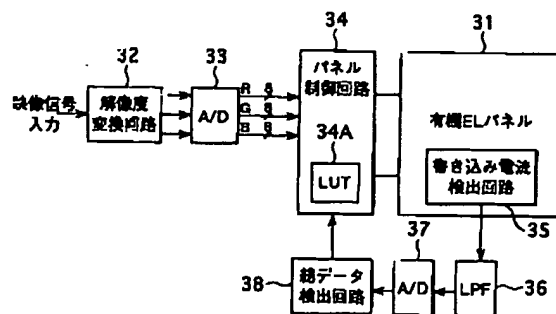 32
33
34
31
映像信号
入力
解像度
変換回路
A/D
R 8
G 8
B 8
パネル
制御回路
34A
LUT
有機ELパネル
書き込み電流
検出回路
35
37
38
総データ
検出回路
A/D
LPF
36